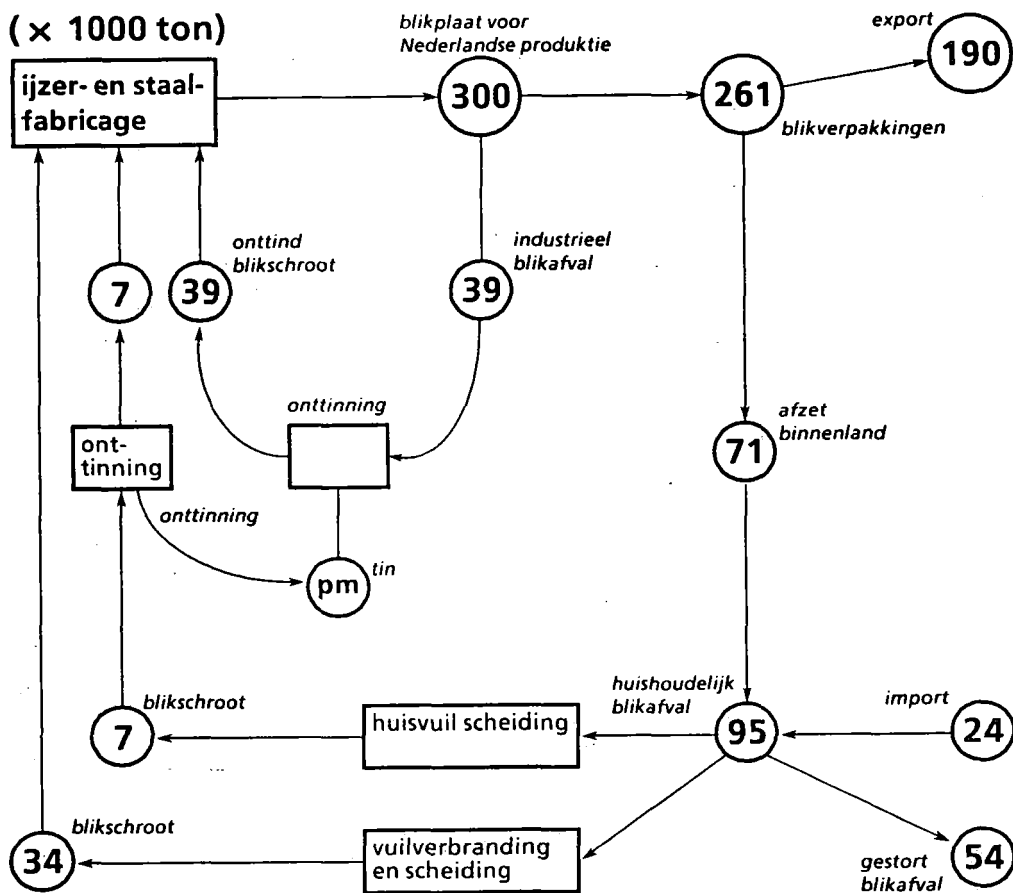 (× 1000 ton)
ijzer- en staal-
fabricage
blikplaat voor
Nederlandse produktie
300
261
blikverpakkingen
export
190
onttind
blikschroot
7
39
industrieel
blikafval
39
onttinning
ont-
tinning
onttinning
pm
tin
afzet
binnenland
71
huishoudelijk
blikafval
95
import
24
blikschroot
7
huisvuil scheiding
blikschroot
34
vuilverbranding
en scheiding
gestort
blikafval
54